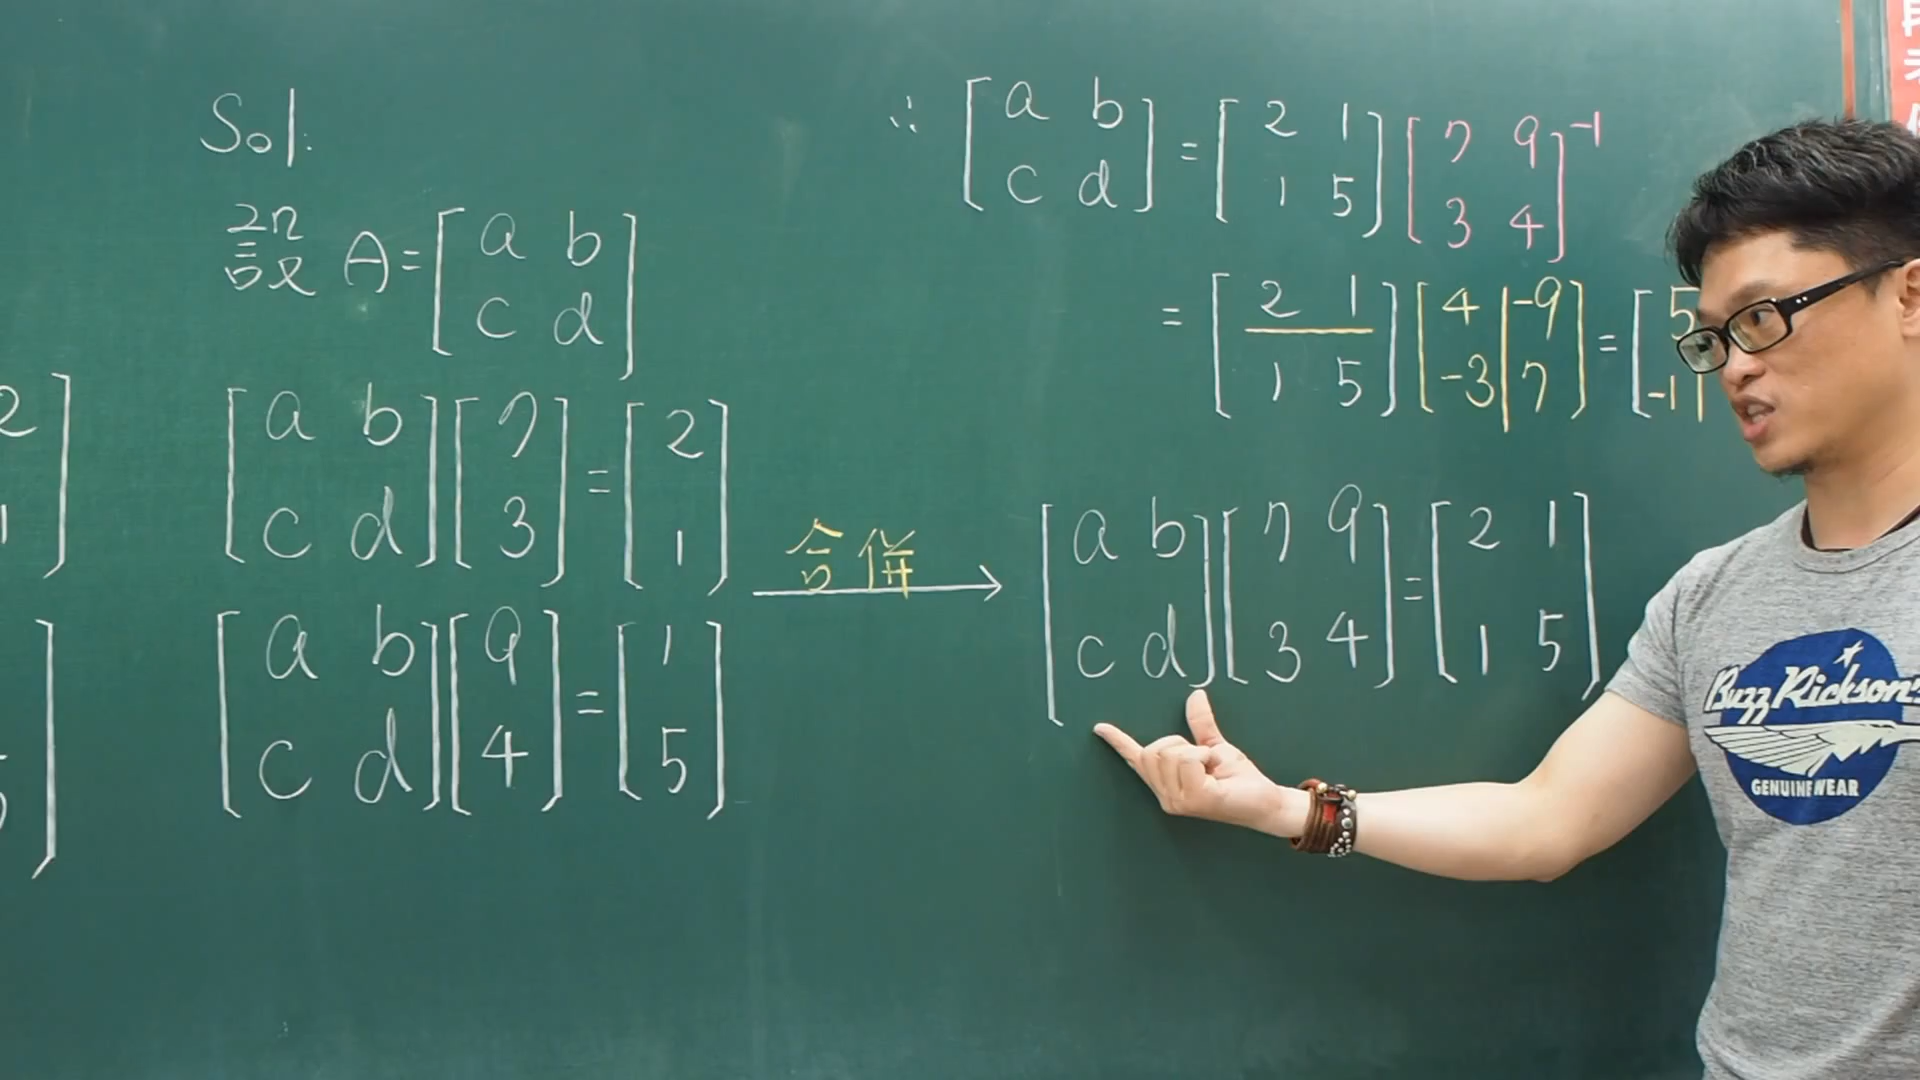 Sol:
設 A = [a b
c d]
[a b
c d][7
3] = [2
1]
[a b
c d][9
4] = [1
5]
合併
∴ [a b
c d] = [2 1
1 5][7 9
3 4]⁻¹
= [2 1
1 5][4 -9
-3 7] = [5
-11
[a b
c d][7 9
3 4] = [2 1
1 5]
Buzz Rickson's
GENUINE WEAR